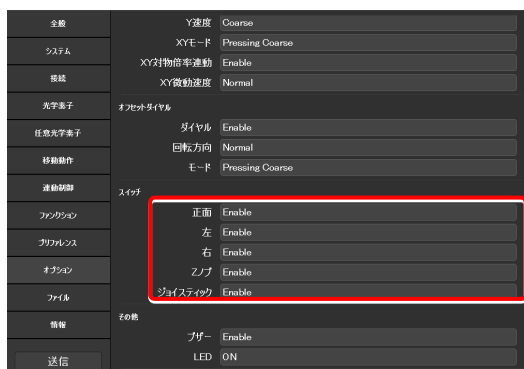 全般
システム
接続
光学素子
任意光学素子
移動動作
連動制御
ファンクション
プリファレンス
オプション
ファイル
情報
送信
Y速度 Coarse
XYモード Pressing Coarse
XY対物倍率連動 Enable
XY微動速度 Normal
オフセットダイヤル
ダイヤル Enable
回転方向 Normal
モード Pressing Coarse
スイッチ
正面 Enable
左 Enable
右 Enable
Zノブ Enable
ジョイスティック Enable
その他
ブザー Enable
LED ON